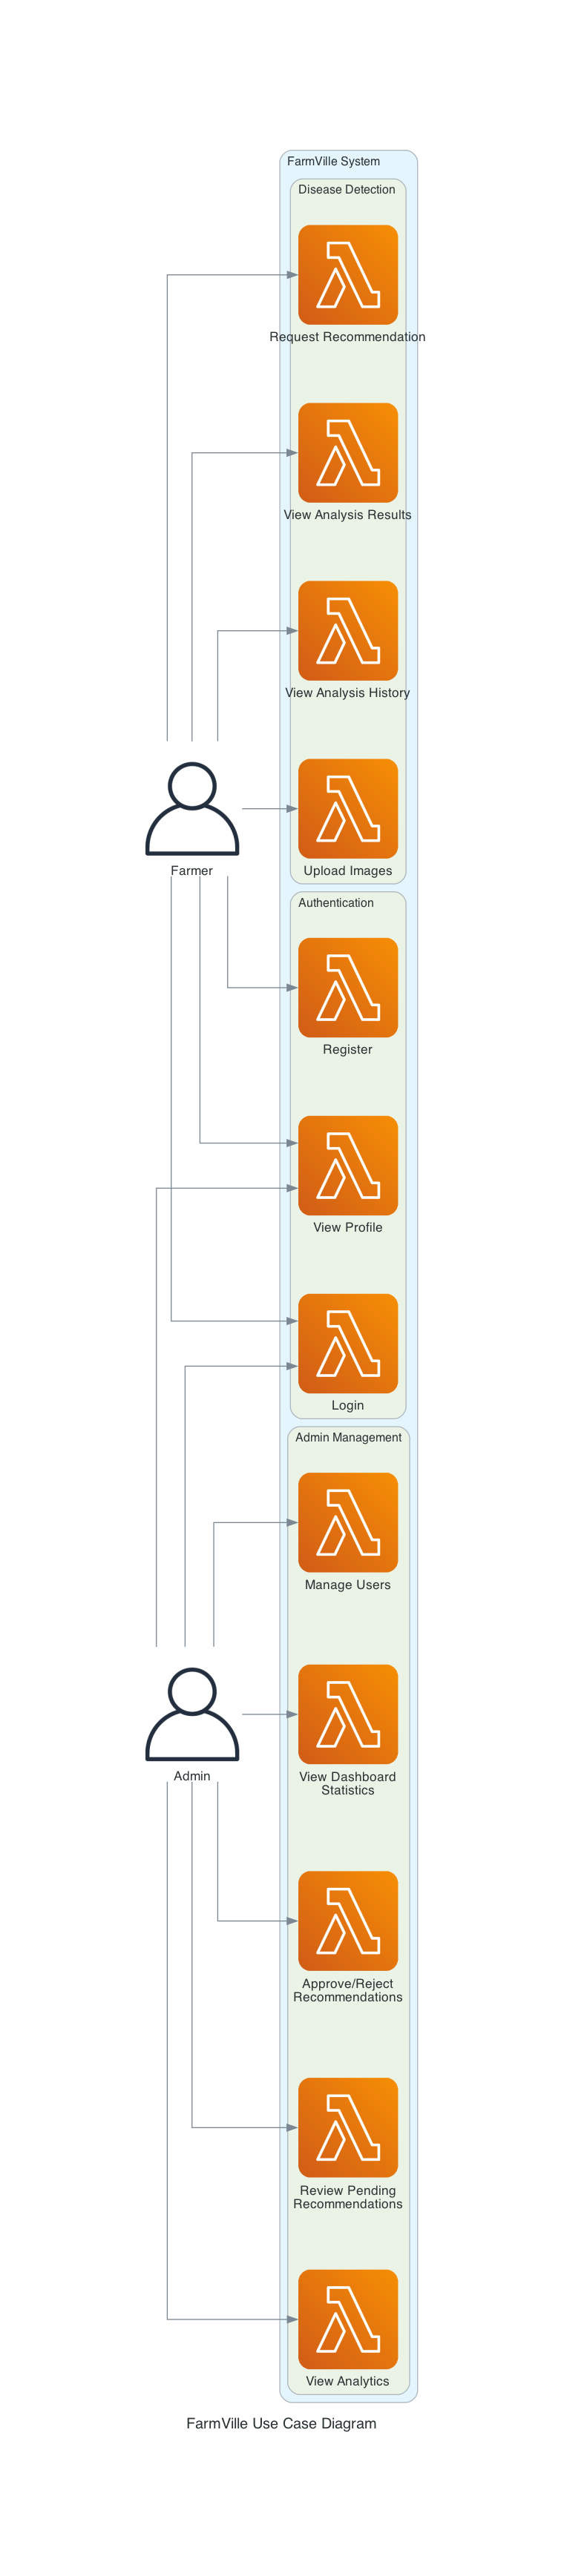 FarmVille System
Disease Detection
Request Recommendation
View Analysis Results
View Analysis History
Farmer
Upload Images
Authentication
Register
View Profile
Login
Admin Management
Manage Users
Admin
View Dashboard
Statistics
Approve/Reject
Recommendations
Review Pending
Recommendations
View Analytics
FarmVille Use Case Diagram